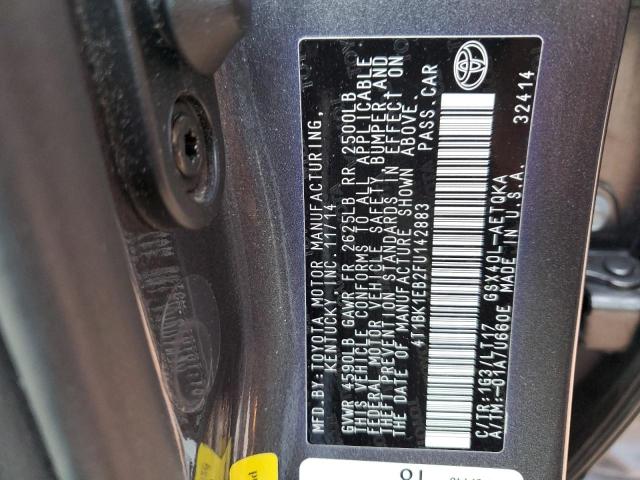 MFD.BY:TOYOTA MOTOR MANUFACTURING,
KENTUCKY, INC. 11/14
GVWR 4590LB GAWR FR 2625LB RR 2500LB
THIS VEHICLE CONFORMS TO ALL APPLICABLE
FEDERAL MOTOR VEHICLE SAFETY,BUMPER,AND
THEFT PREVENTION STANDARDS IN EFFECT ON
THE DATE OF MANUFACTURE SHOWN ABOVE.
4T1BK1EB2FU142883 PASS.CAR
C/TR:1G3/LT17 GSX40L-AETQKA
A/TM:-01A/U660E MADE IN U.S.A.
32414